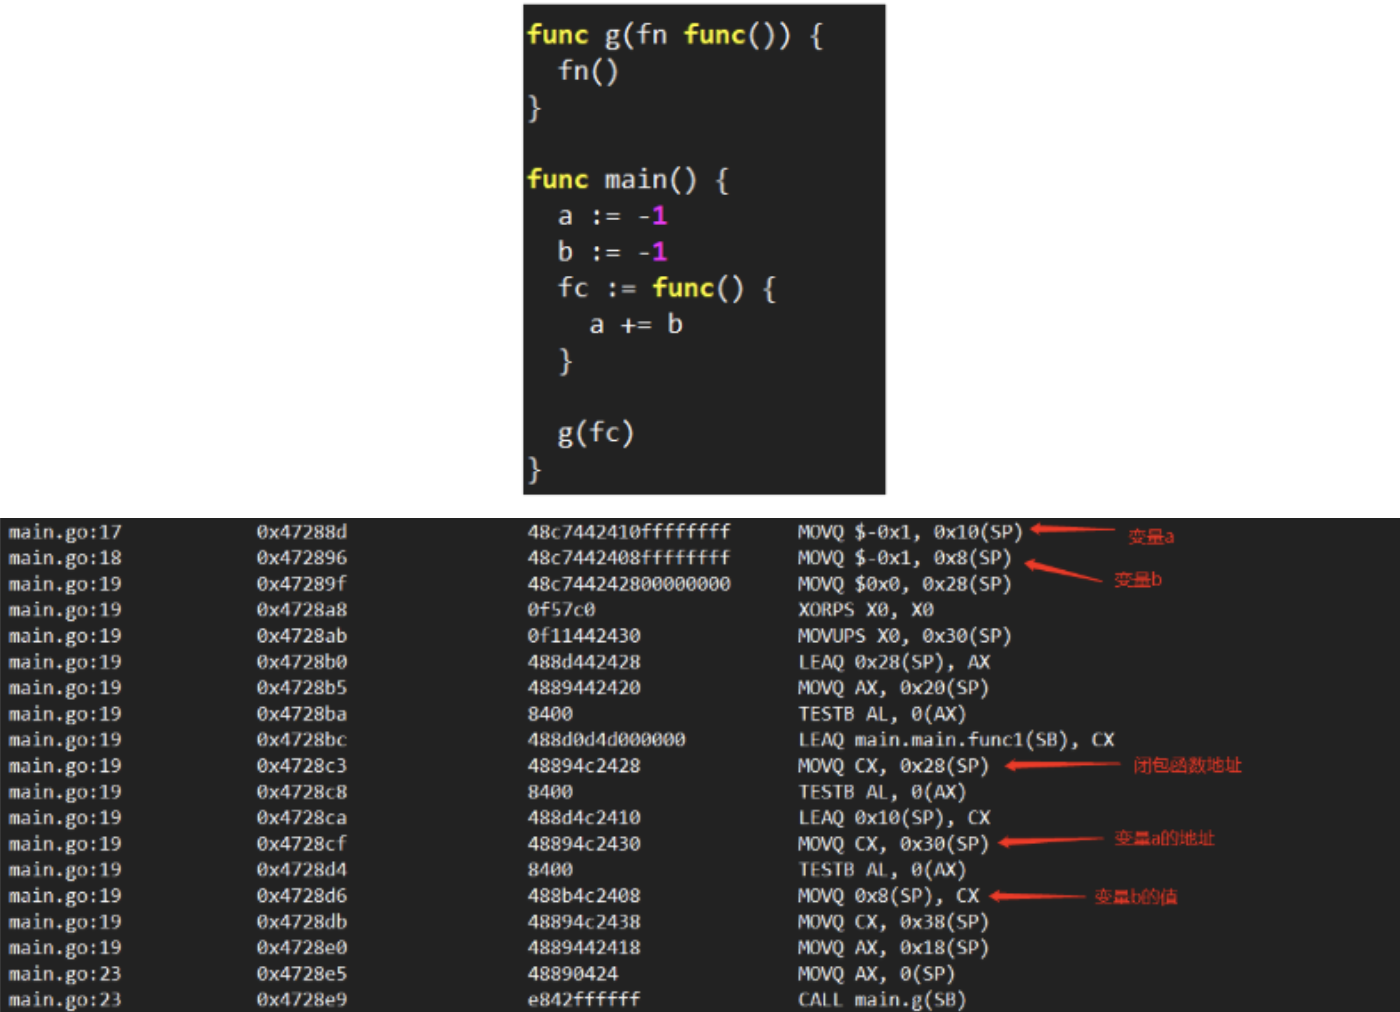 func g(fn func()) {
  fn()
}
func main() {
  a := -1
  b := -1
  fc := func() {
    a += b
  }
  g(fc)
}
main.go:17 0x47288d 48c7442410ffffffff MOVQ $-0x1, 0x10(SP) 变量a
main.go:18 0x472896 48c7442408ffffffff MOVQ $-0x1, 0x8(SP) 变量b
main.go:19 0x47289f 48c744242800000000 MOVQ $0x0, 0x28(SP)
main.go:19 0x4728a8 0f57c0 XORPS X0, X0
main.go:19 0x4728ab 0f11442430 MOVUPS X0, 0x30(SP)
main.go:19 0x4728b0 488d442428 LEAQ 0x28(SP), AX
main.go:19 0x4728b5 4889442420 MOVQ AX, 0x20(SP)
main.go:19 0x4728ba 8400 TESTB AL, 0(AX)
main.go:19 0x4728bc 488d0d4d000000 LEAQ main.main.func1(SB), CX
main.go:19 0x4728c3 48894c2428 MOVQ CX, 0x28(SP) 闭包函数地址
main.go:19 0x4728c8 8400 TESTB AL, 0(AX)
main.go:19 0x4728ca 488d4c2410 LEAQ 0x10(SP), CX
main.go:19 0x4728cf 48894c2430 MOVQ CX, 0x30(SP) 变量a的地址
main.go:19 0x4728d4 8400 TESTB AL, 0(AX)
main.go:19 0x4728d6 488b4c2408 MOVQ 0x8(SP), CX 变量b的值
main.go:19 0x4728db 48894c2438 MOVQ CX, 0x38(SP)
main.go:19 0x4728e0 4889442418 MOVQ AX, 0x18(SP)
main.go:23 0x4728e5 48890424 MOVQ AX, 0(SP)
main.go:23 0x4728e9 e842ffffff CALL main.g(SB)